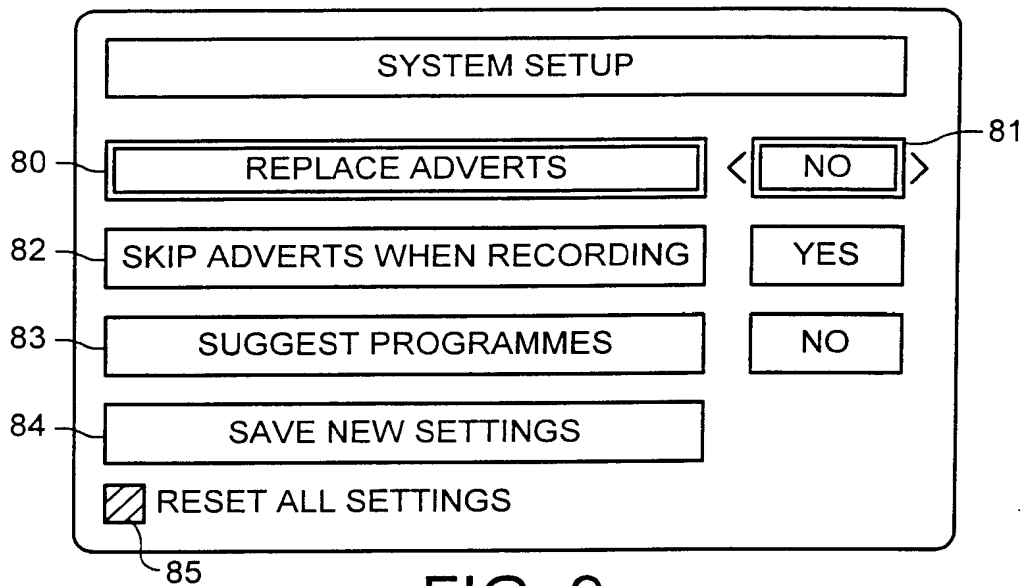 SYSTEM SETUP
80 REPLACE ADVERTS < NO > 81
82 SKIP ADVERTS WHEN RECORDING YES
83 SUGGEST PROGRAMMES NO
84 SAVE NEW SETTINGS
RESET ALL SETTINGS
85